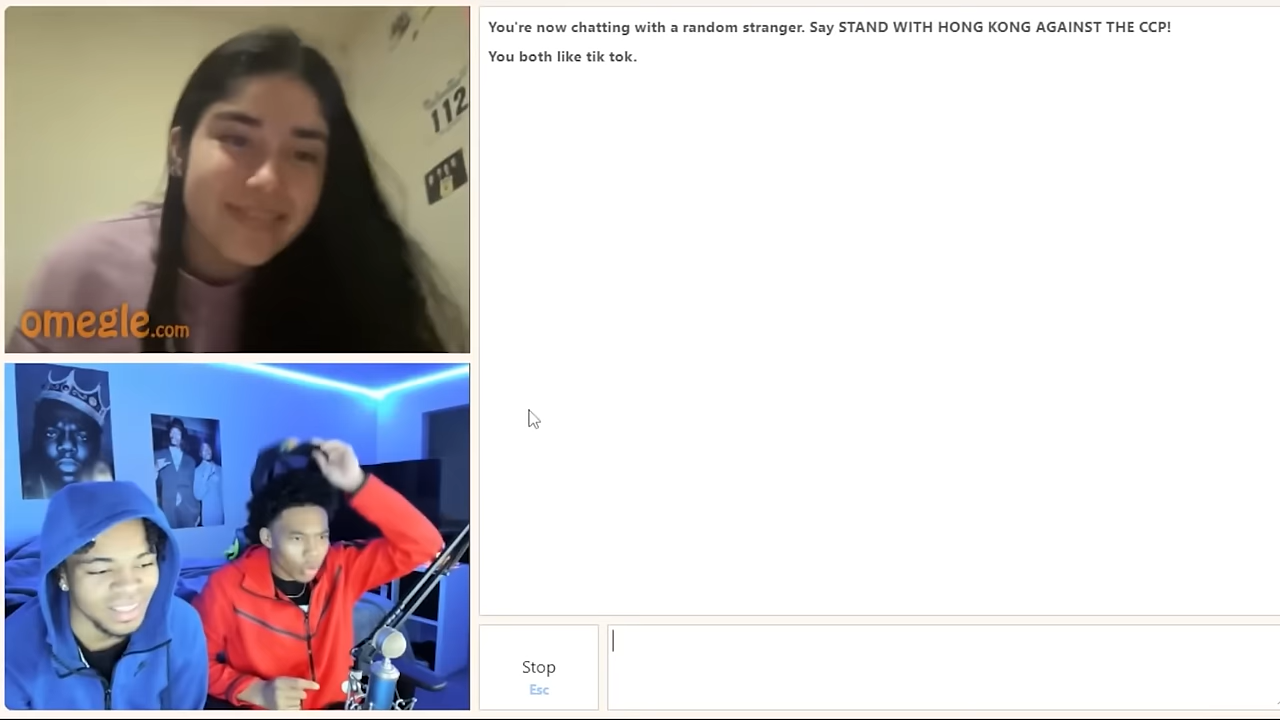 You're now chatting with a random stranger. Say STAND WITH HONG KONG AGAINST THE CCP!
You both like tik tok.
112
omegle.com
Stop
Esc